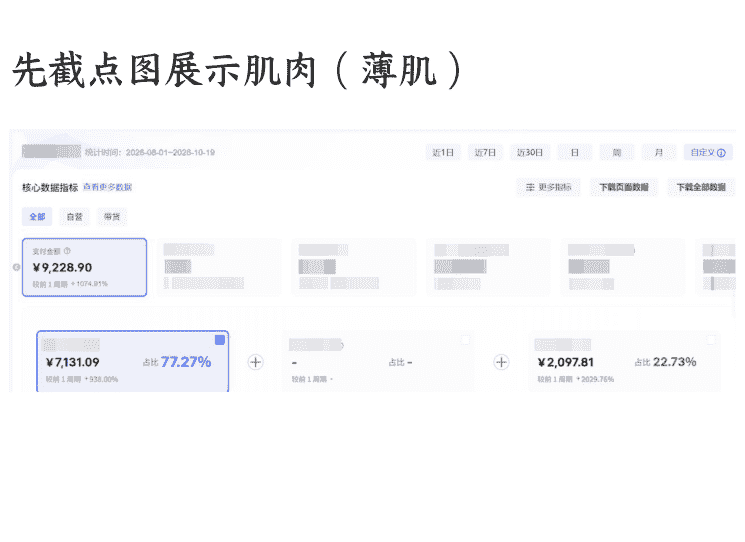 先截点图展示肌肉（薄肌）
统计时间：2026-08-01~2026-10-19 近1日 近7日 近30日 日 周 月 自定义
核心数据指标 查看更多数据 更多指标 下载页面数据 下载全部数据
全部 自营 带货
支付金额
¥9,228.90
较前1周期 +1074.91%
¥7,131.09 占比 77.27% - 占比 - ¥2,097.81 占比 22.73%
较前1周期 +938.00% 较前1周期 - 较前1周期 +2029.76%